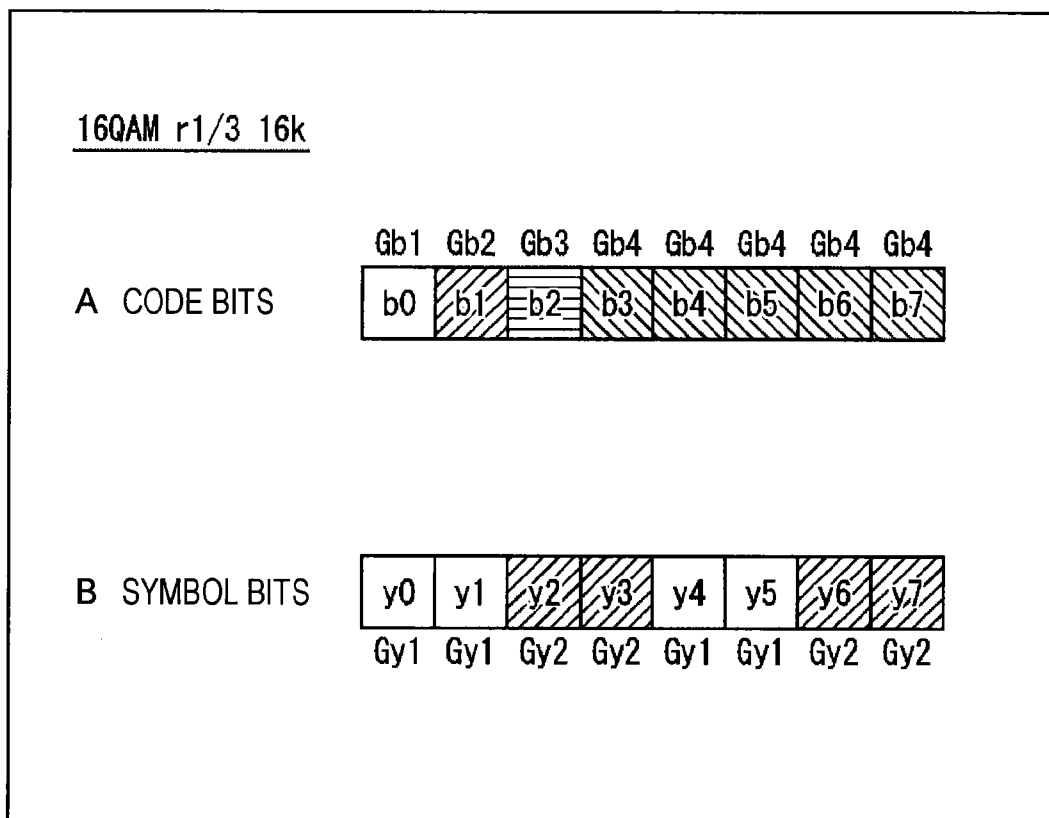 16QAM r1/3 16k
Gb1 Gb2 Gb3 Gb4 Gb4 Gb4 Gb4 Gb4
A CODE BITS b0 b1 b2 b3 b4 b5 b6 b7
B SYMBOL BITS y0 y1 y2 y3 y4 y5 y6 y7
Gy1 Gy1 Gy2 Gy2 Gy1 Gy1 Gy2 Gy2